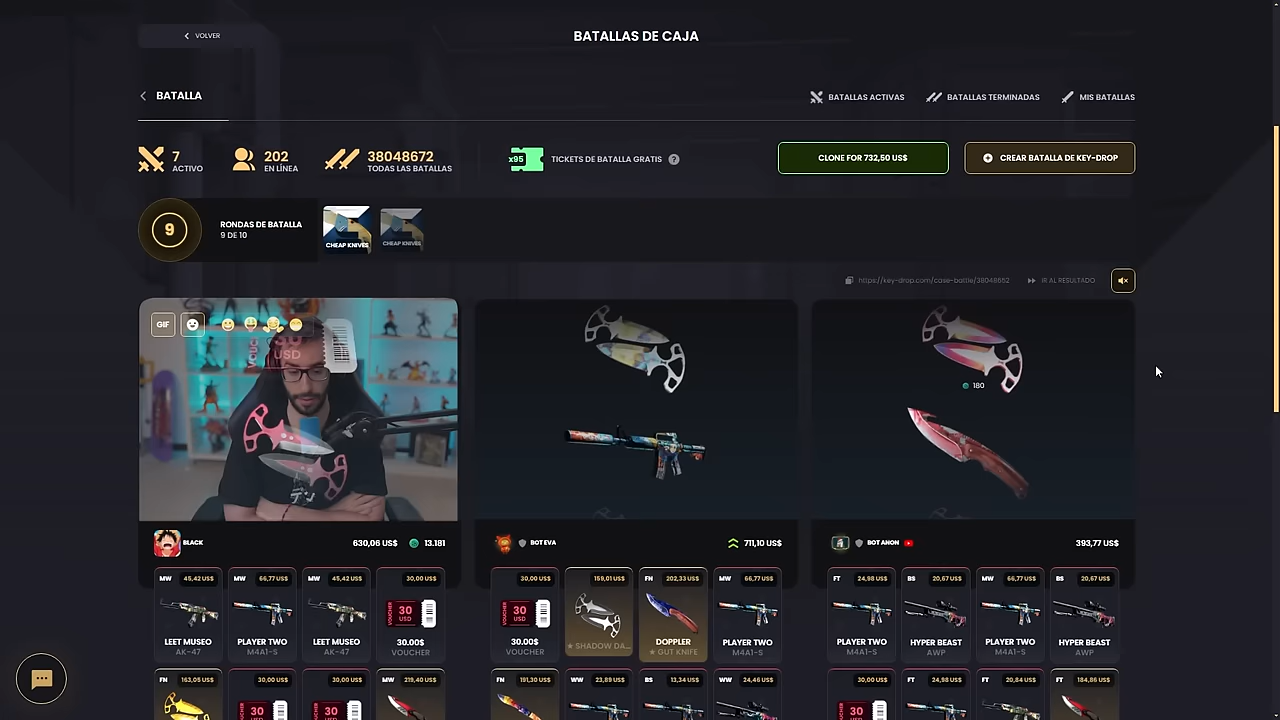 VOLVER
BATALLAS DE CAJA
BATALLA
BATALLAS ACTIVAS
BATALLAS TERMINADAS
MIS BATALLAS
7
ACTIVO
202
EN LÍNEA
38048672
TODAS LAS BATALLAS
x95
TICKETS DE BATALLA GRATIS ?
CLONE FOR 732,50 US$
CREAR BATALLA DE KEY-DROP
9
RONDAS DE BATALLA
9 DE 10
CHEAP KNIVES
CHEAP KNIVES
https://key-drop.com/case-battle/38048652
IR AL RESULTADO
GIF
USD
180
BLACK
630,06 US$
13.181
BOT EVA
711,10 US$
BOT ANON
393,77 US$
MW 45,42 US$
MW 66,77 US$
MW 45,42 US$
30,00 US$
30,00 US$
159,01 US$
FN 202,33 US$
MW 66,77 US$
FT 24,98 US$
BS 20,67 US$
MW 66,77 US$
BS 20,67 US$
VOUCHER 30 USD
VOUCHER 30 USD
LEET MUSEO
AK-47
PLAYER TWO
M4A1-S
LEET MUSEO
AK-47
30.00$
VOUCHER
30.00$
VOUCHER
★ SHADOW DA...
DOPPLER
★ GUT KNIFE
PLAYER TWO
M4A1-S
PLAYER TWO
M4A1-S
HYPER BEAST
AWP
PLAYER TWO
M4A1-S
HYPER BEAST
AWP
FN 163,05 US$
30,00 US$
30,00 US$
MW 219,40 US$
FN 191,30 US$
WW 23,89 US$
BS 13,34 US$
WW 24,46 US$
30,00 US$
FT 24,98 US$
FT 20,84 US$
FT 184,86 US$
30
30
30